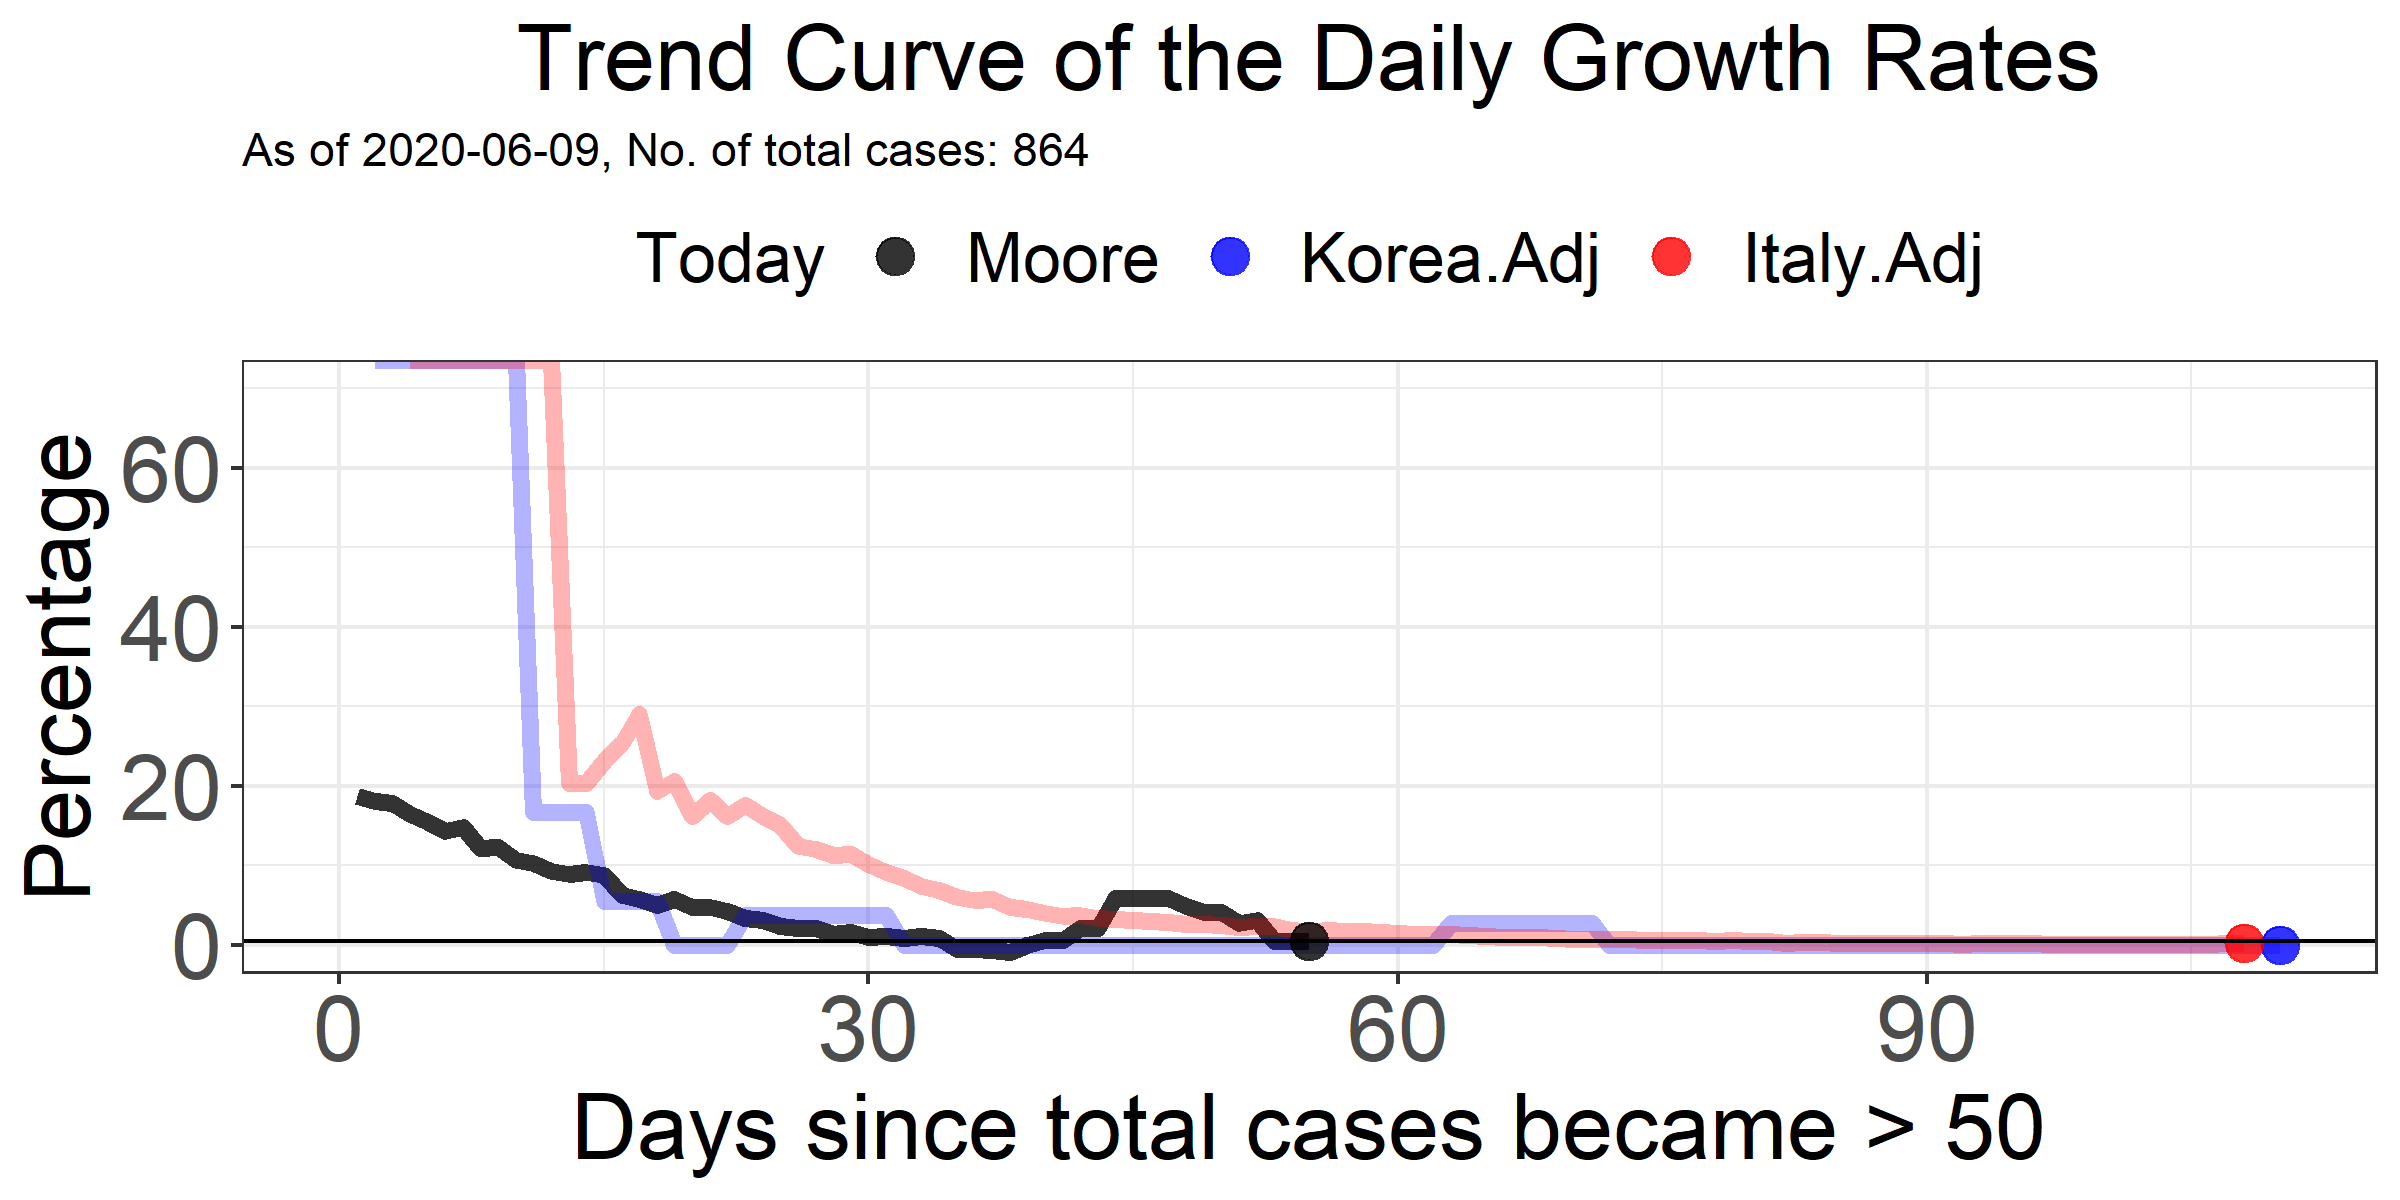 Trend Curve of the Daily Growth Rates
As of 2020-06-09, No. of total cases: 864
Today Moore Korea.Adj Italy.Adj
Percentage
60
40
20
0
0 30 60 90
Days since total cases became > 50